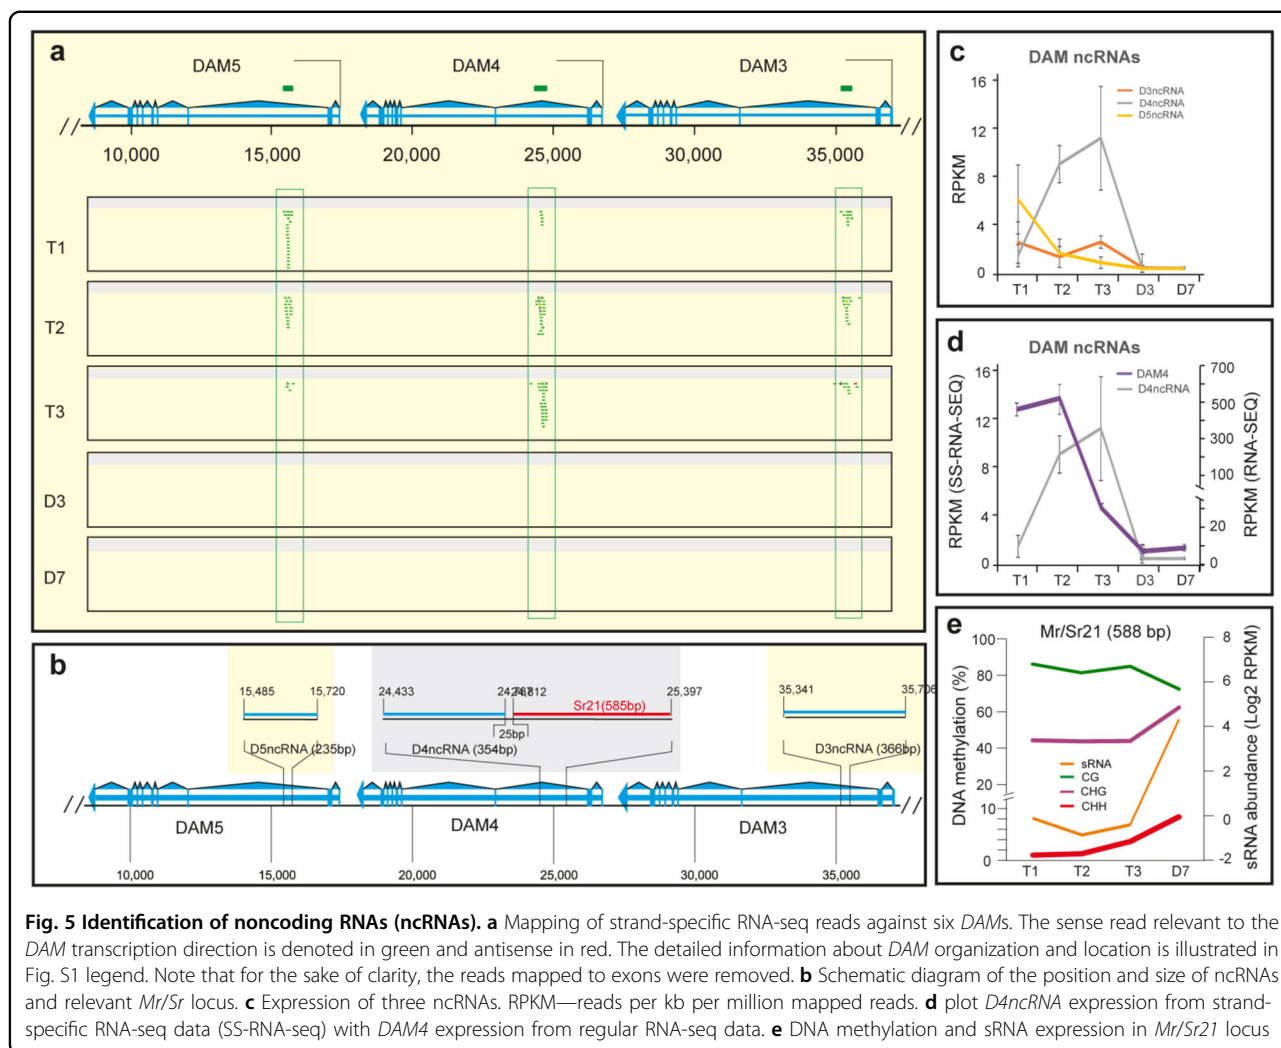 a
DAM5 DAM4 DAM3
// //
10,000 15,000 20,000 25,000 30,000 35,000
T1
T2
T3
D3
D7
b
15,485 15,720 24,433 25,397 35,341 35,706
Sr21(585bp)
25bp
D5ncRNA (235bp) D4ncRNA (354bp) D3ncRNA (366bp)
// //
DAM5 DAM4 DAM3
10,000 15,000 20,000 25,000 30,000 35,000
c
DAM ncRNAs
16
12
8
4
0
RPKM
D3ncRNA
D4ncRNA
D5ncRNA
T1 T2 T3 D3 D7
d
DAM ncRNAs
16
12
8
4
0
RPKM (SS-RNA-SEQ)
DAM4
D4ncRNA
700
500
300
100
20
0
RPKM (RNA-SEQ)
T1 T2 T3 D3 D7
e
Mr/Sr21 (588 bp)
100
80
60
40
20
10
0
DNA methylation (%)
sRNA
CG
CHG
CHH
8
6
4
2
0
-2
sRNA abundance (Log2 RPKM)
T1 T2 T3 D7
Fig. 5 Identification of noncoding RNAs (ncRNAs). a Mapping of strand-specific RNA-seq reads against six DAMs. The sense read relevant to the
DAM transcription direction is denoted in green and antisense in red. The detailed information about DAM organization and location is illustrated in
Fig. S1 legend. Note that for the sake of clarity, the reads mapped to exons were removed. b Schematic diagram of the position and size of ncRNAs
and relevant Mr/Sr locus. c Expression of three ncRNAs. RPKM—reads per kb per million mapped reads. d plot D4ncRNA expression from strand-
specific RNA-seq data (SS-RNA-seq) with DAM4 expression from regular RNA-seq data. e DNA methylation and sRNA expression in Mr/Sr21 locus